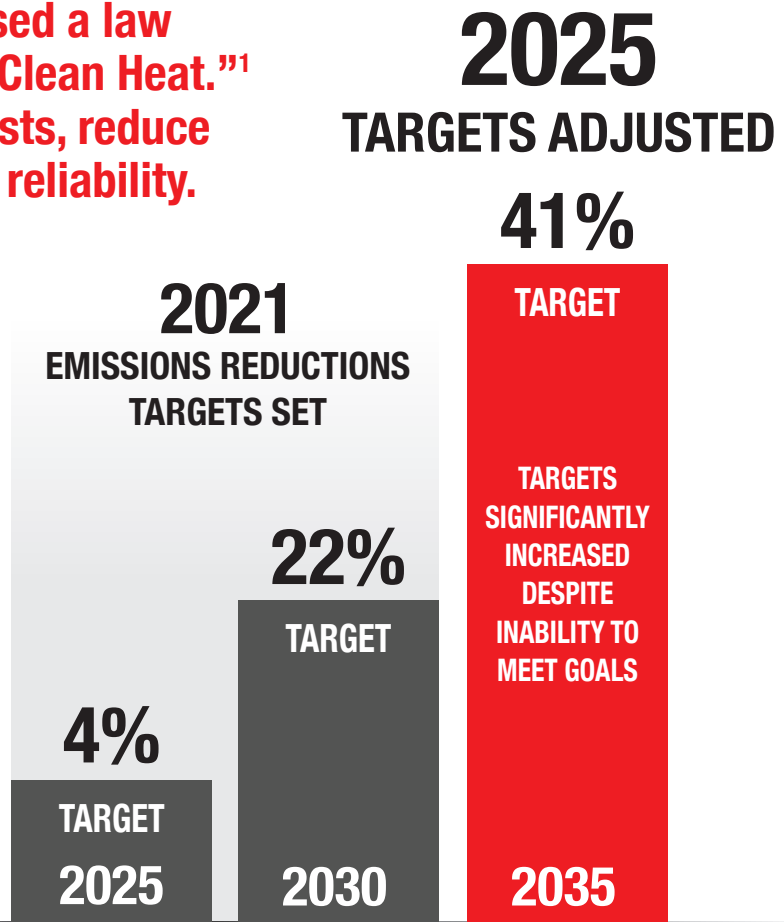 sed a law
Clean Heat.”1
sts, reduce
reliability.
2025
TARGETS ADJUSTED
41%
TARGET
TARGETS
SIGNIFICANTLY
INCREASED
DESPITE
INABILITY TO
MEET GOALS
2035
2021
EMISSIONS REDUCTIONS
TARGETS SET
22%
TARGET
2030
4%
TARGET
2025